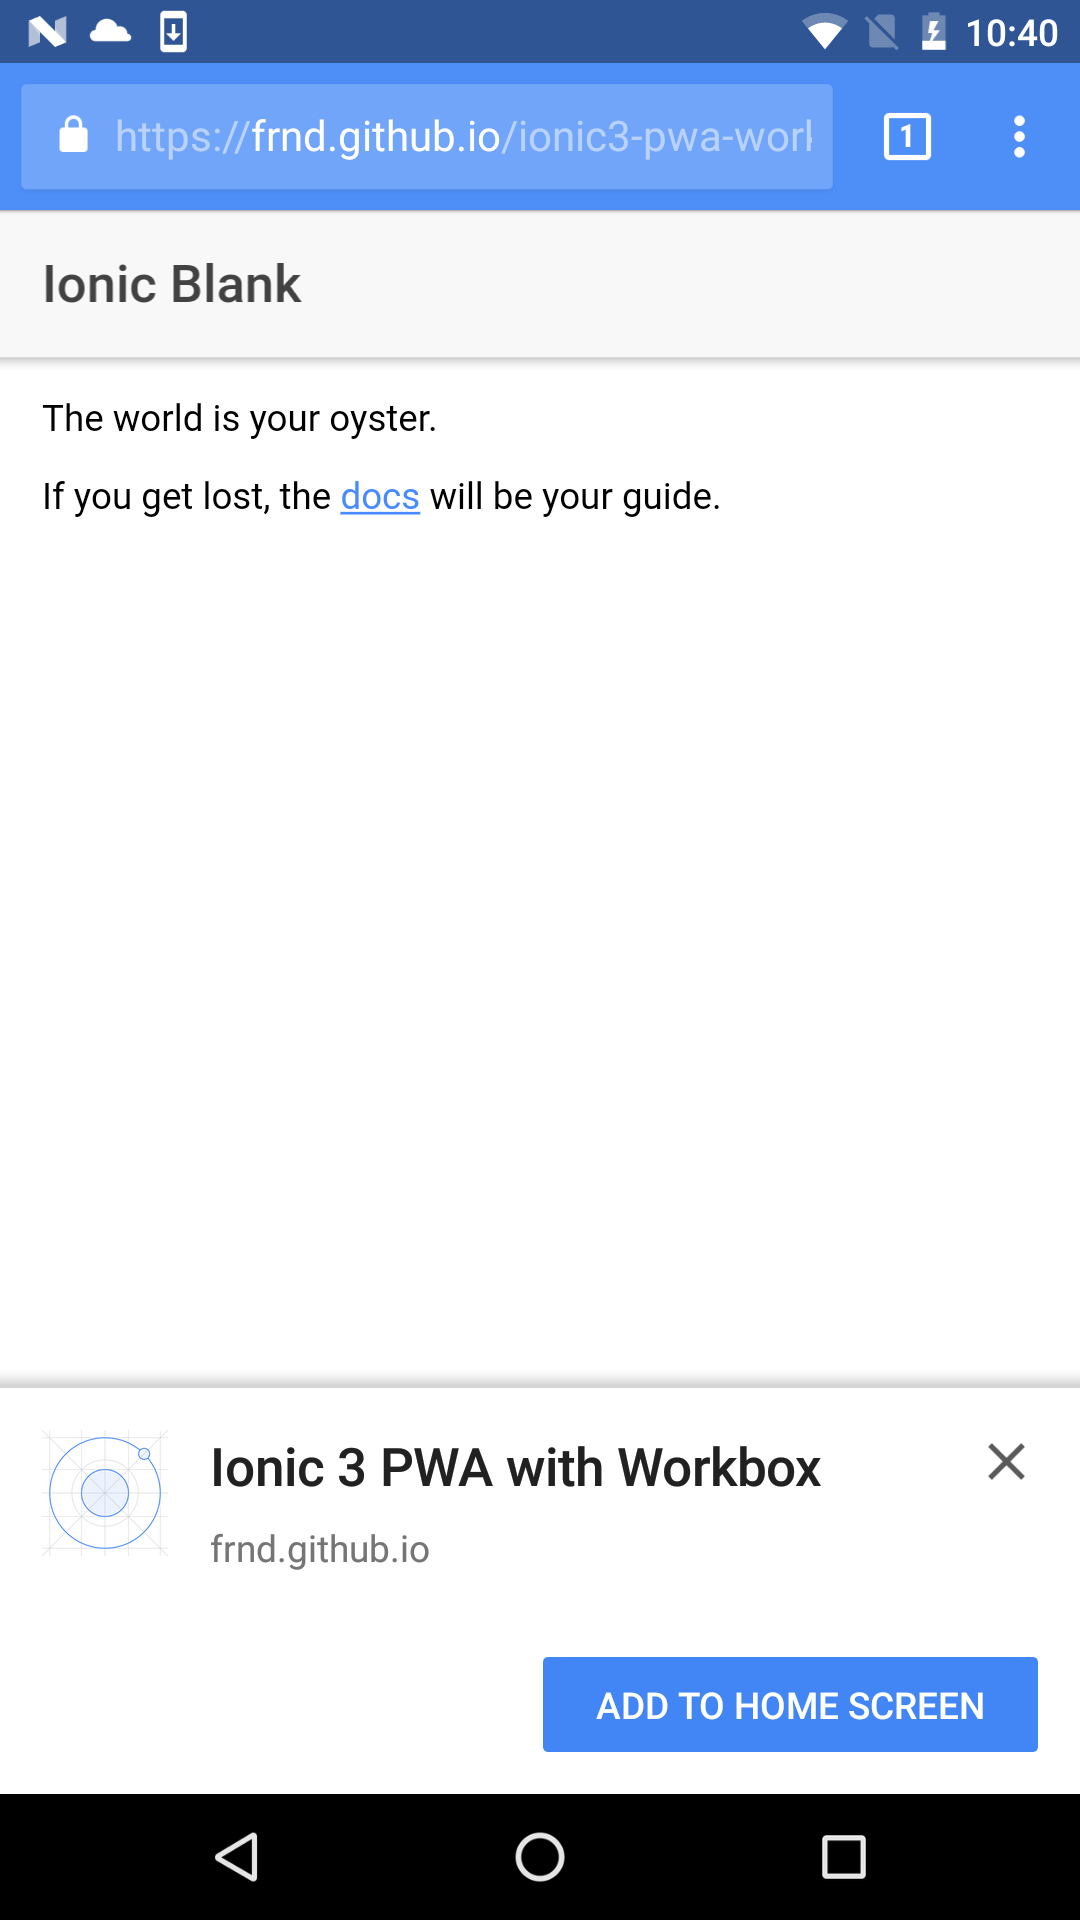 10:40
https://frnd.github.io/ionic3-pwa-work
1
Ionic Blank
The world is your oyster.
If you get lost, the docs will be your guide.
Ionic 3 PWA with Workbox
frnd.github.io
ADD TO HOME SCREEN